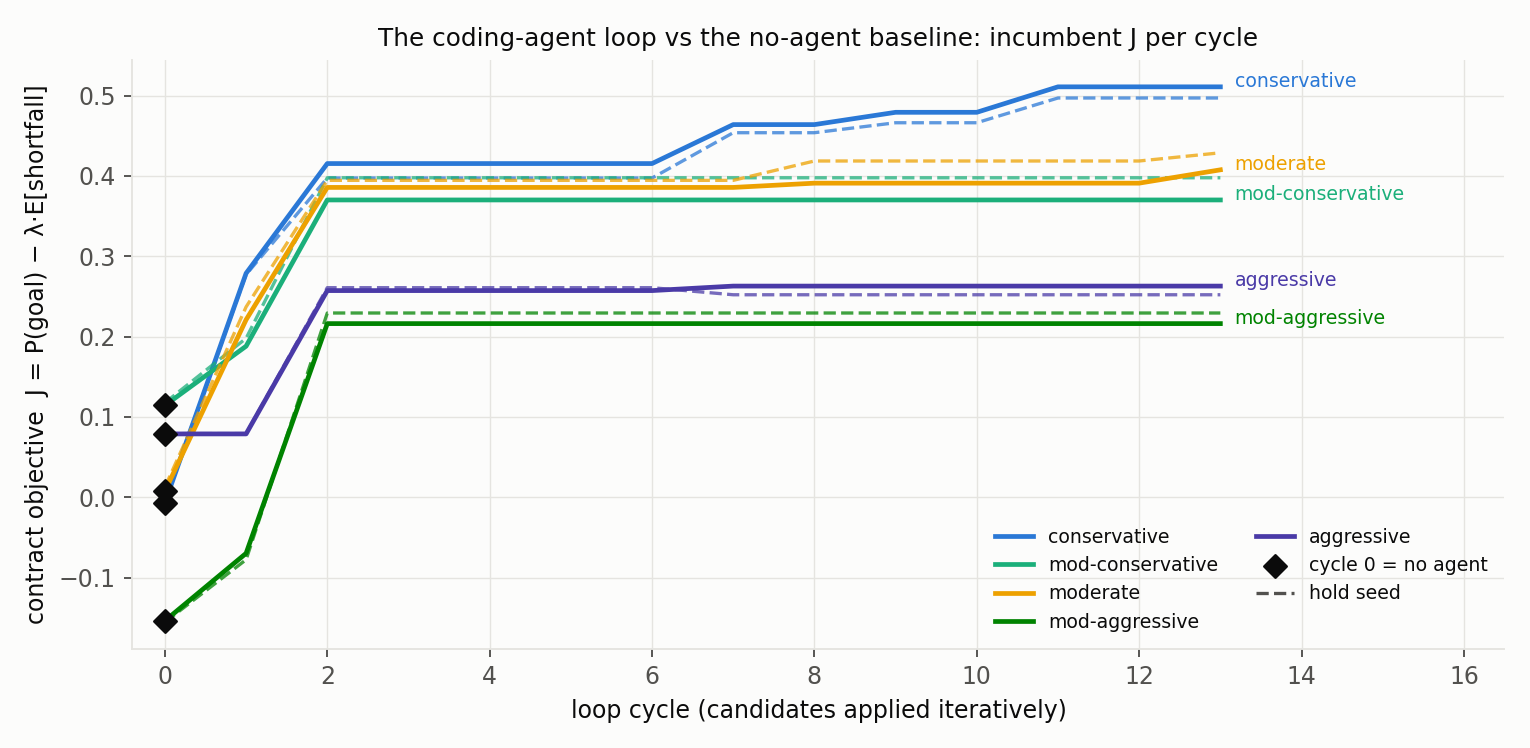 The coding-agent loop vs the no-agent baseline: incumbent J per cycle
contract objective J = P(goal) − λ·E[shortfall]
0.5
0.4
0.3
0.2
0.1
0.0
−0.1
conservative
moderate
mod-conservative
aggressive
mod-aggressive
conservative
mod-conservative
moderate
mod-aggressive
aggressive
cycle 0 = no agent
hold seed
0 2 4 6 8 10 12 14 16
loop cycle (candidates applied iteratively)